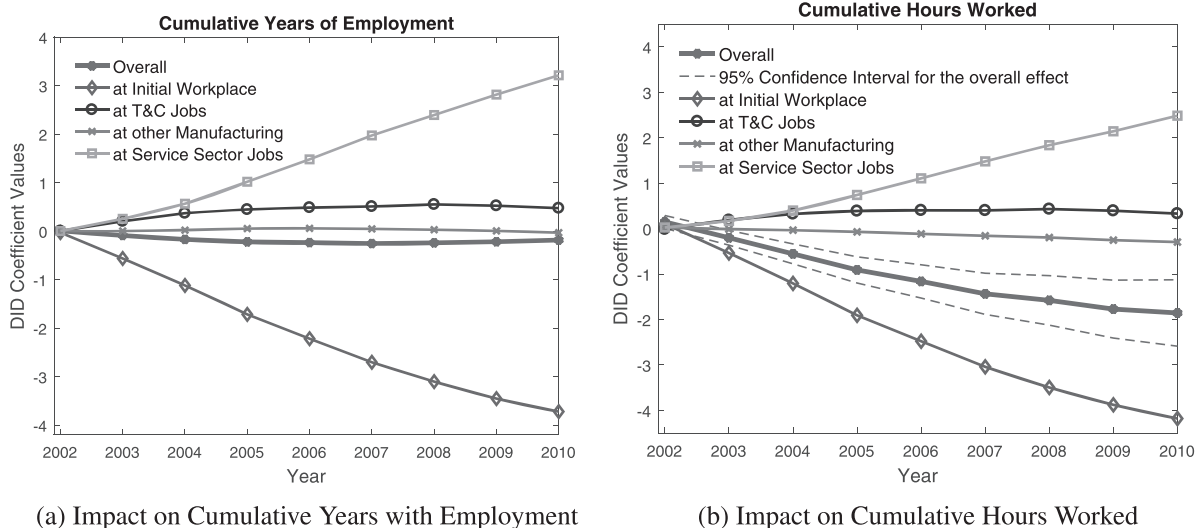 Cumulative Years of Employment
4
3
2
1
0
-1
-2
-3
-4
DID Coefficient Values
Overall
at Initial Workplace
at T&C Jobs
at other Manufacturing
at Service Sector Jobs
2002 2003 2004 2005 2006 2007 2008 2009 2010
Year
(a) Impact on Cumulative Years with Employment
Cumulative Hours Worked
4
3
2
1
0
-1
-2
-3
-4
DID Coefficient Values
Overall
95% Confidence Interval for the overall effect
at Initial Workplace
at T&C Jobs
at other Manufacturing
at Service Sector Jobs
2002 2003 2004 2005 2006 2007 2008 2009 2010
Year
(b) Impact on Cumulative Hours Worked